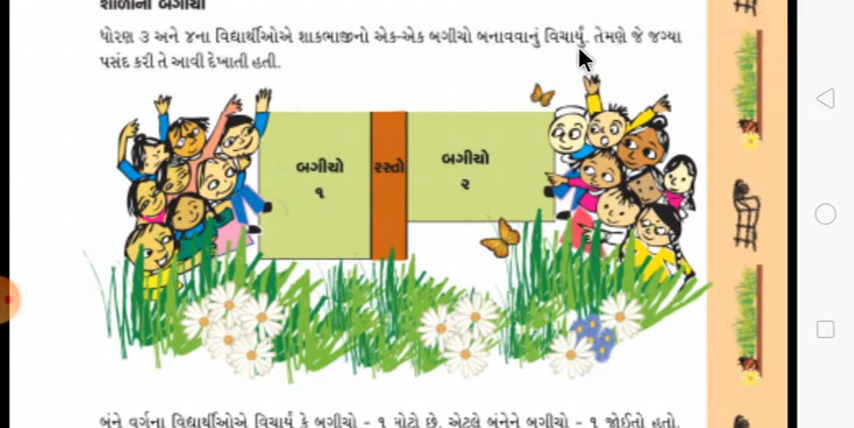 શાળાનો બગીચો
ધોરણ ૩ અને ૪ના વિદ્યાર્થીઓએ શાકભાજીનો એક-એક બગીચો બનાવવાનું વિચાર્યું. તેમણે જે જગ્યા
પસંદ કરી તે આવી દેખાતી હતી.
બગીચો
૧
રસ્તો
બગીચો
૨
બંને વર્ગના વિદ્યાર્થીઓએ વિચાર્યું કે બગીચો - ૧ મોટો છે. એટલે બંનેને બગીચો - ૧ જોઈતો હતો.